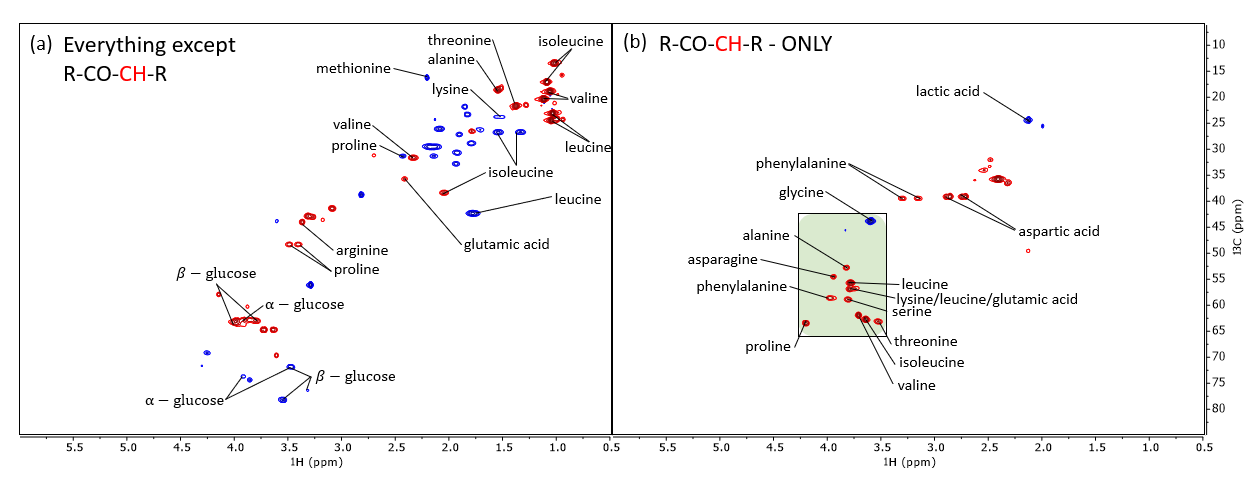 (a) Everything except
R-CO-CH-R
threonine
isoleucine
alanine
methionine
lysine
valine
valine
proline
leucine
isoleucine
leucine
glutamic acid
arginine
proline
β − glucose
α − glucose
β − glucose
α − glucose
5.5 5.0 4.5 4.0 3.5 3.0 2.5 2.0 1.5 1.0 0.5
1H (ppm)
(b) R-CO-CH-R - ONLY
lactic acid
phenylalanine
glycine
aspartic acid
alanine
asparagine
leucine
phenylalanine
lysine/leucine/glutamic acid
serine
proline
threonine
isoleucine
valine
5.5 5.0 4.5 4.0 3.5 3.0 2.5 2.0 1.5 1.0 0.5
1H (ppm)
10
15
20
25
30
35
40
45
50
55
60
65
70
75
80
13C (ppm)